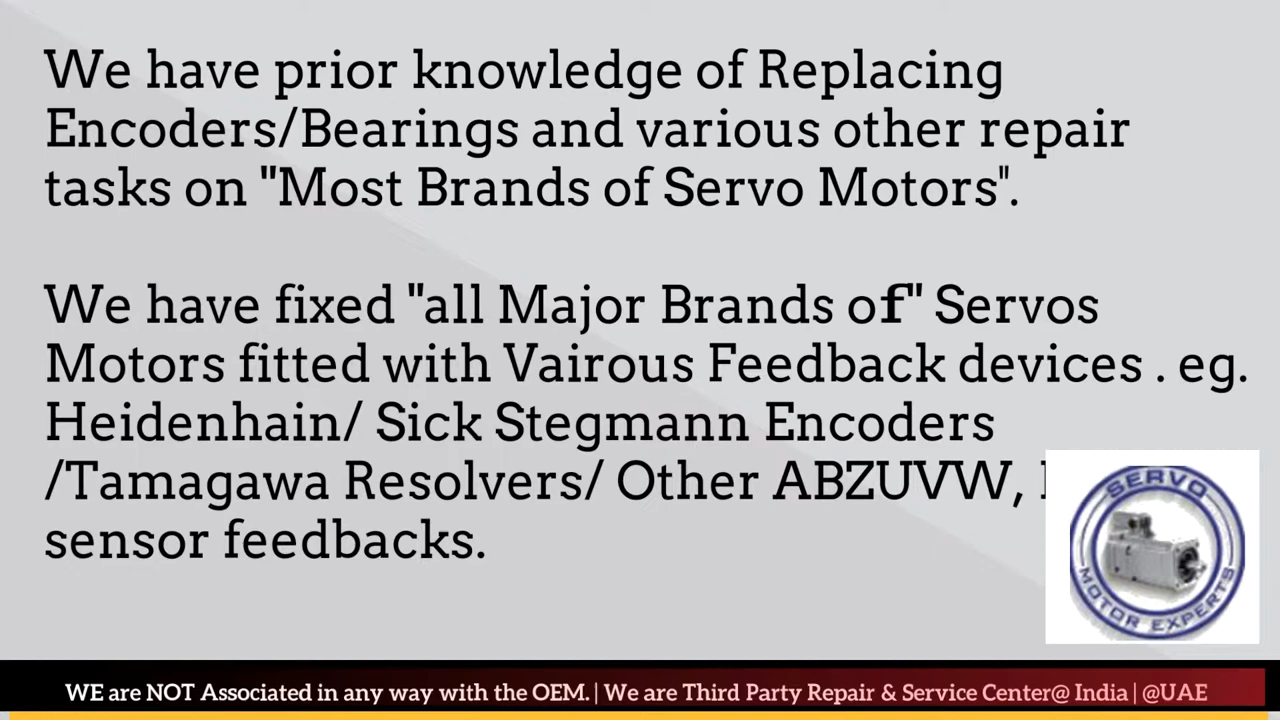 We have prior knowledge of Replacing
Encoders/Bearings and various other repair
tasks on "Most Brands of Servo Motors".
We have fixed "all Major Brands of" Servos
Motors fitted with Vairous Feedback devices . eg.
Heidenhain/ Sick Stegmann Encoders
/Tamagawa Resolvers/ Other ABZUVW,
sensor feedbacks.
SERVO
MOTOR EXPERTS
WE are NOT Associated in any way with the OEM. | We are Third Party Repair & Service Center@ India | @UAE